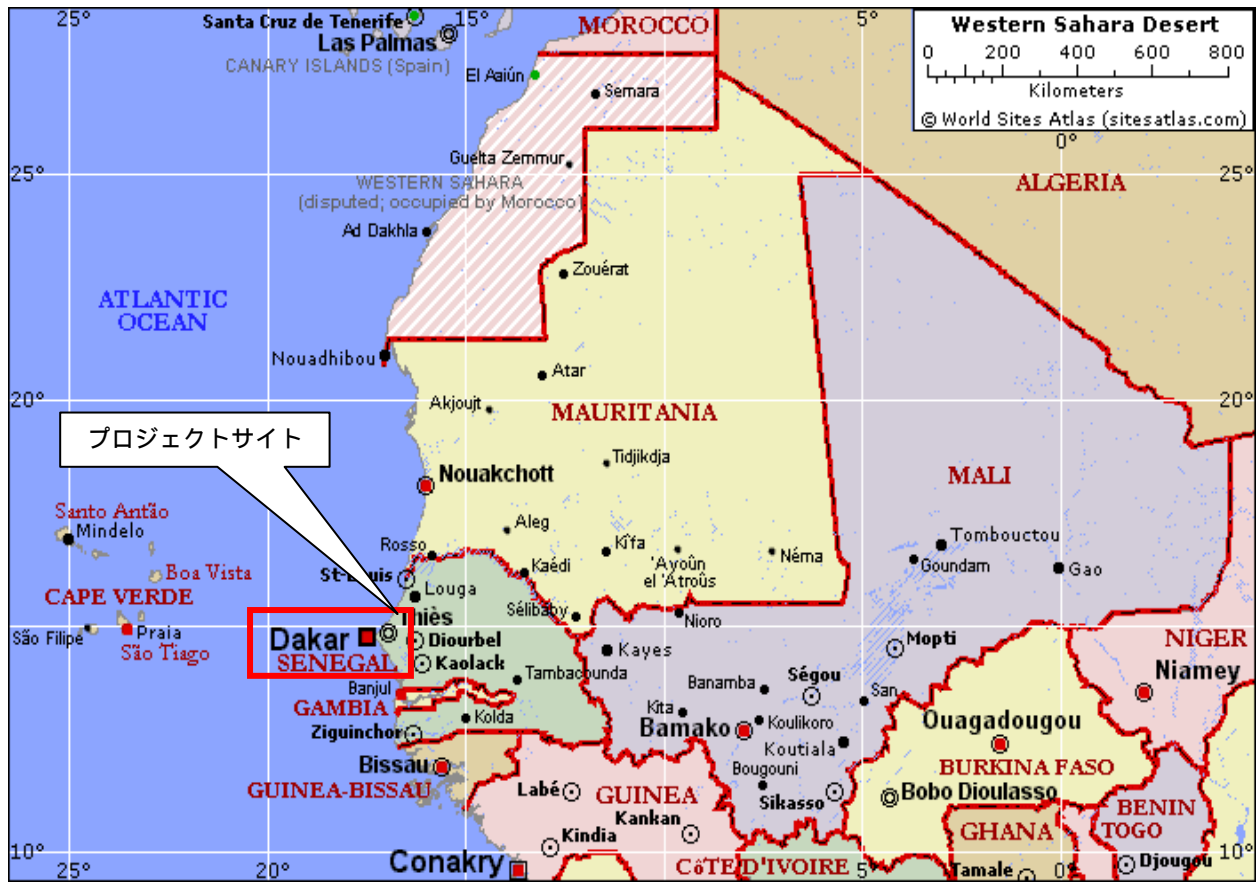 25°
15°
5°
Santa Cruz de Tenerife
Las Palmas
CANARY ISLANDS (Spain)
MOROCCO
Western Sahara Desert
0 200 400 600 800
Kilometers
© World Sites Atlas (sitesatlas.com)
0°
El Aaiún
Semara
Guelta Zemmur
25°
25°
WESTERN SAHARA
(disputed; occupied by Morocco)
ALGERIA
Ad Dakhla
Zouérat
ATLANTIC
OCEAN
Nouadhibou
Atar
20°
20°
Akjoujt
MAURITANIA
プロジェクトサイト
Tidjikdja
Nouakchott
MALI
Santo Antão
Mindelo
Aleg
Tombouctou
Rosso
Kîfa
'Ayoûn
el 'Atroûs
Néma
Goundam
Gao
Kaédi
St-Louis
Boa Vista
Louga
CAPE VERDE
Sélibaby
Thiès
Nioro
São Filipe
Praia
São Tiago
Dakar
SENEGAL
Diourbel
Kaolack
Kayes
Mopti
NIGER
Niamey
Tambacounda
Banjul
GAMBIA
Banamba
Ségou
San
Kolda
Kita
Koulikoro
Ouagadougou
Ziguinchor
Bamako
Koutiala
Bissau
Bougouni
BURKINA FASO
GUINEA-BISSAU
Labé
GUINEA
Sikasso
Bobo Dioulasso
BENIN
Kankan
Kindia
GHANA
TOGO
10°
10°
Conakry
CôTE D'IVOIRE
Tamale
Djougou
25°
20°
15°
5°
0°